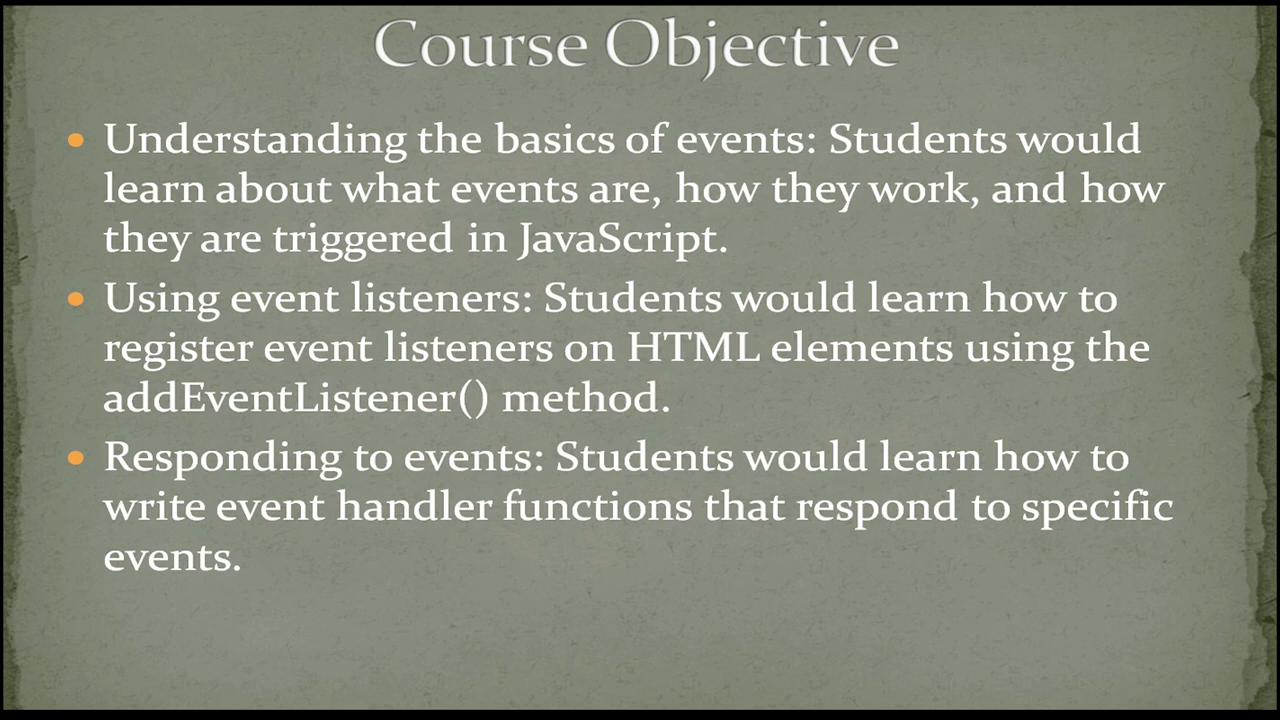 Course Objective
Understanding the basics of events: Students would
learn about what events are, how they work, and how
they are triggered in JavaScript.
Using event listeners: Students would learn how to
register event listeners on HTML elements using the
addEventListener() method.
Responding to events: Students would learn how to
write event handler functions that respond to specific
events.